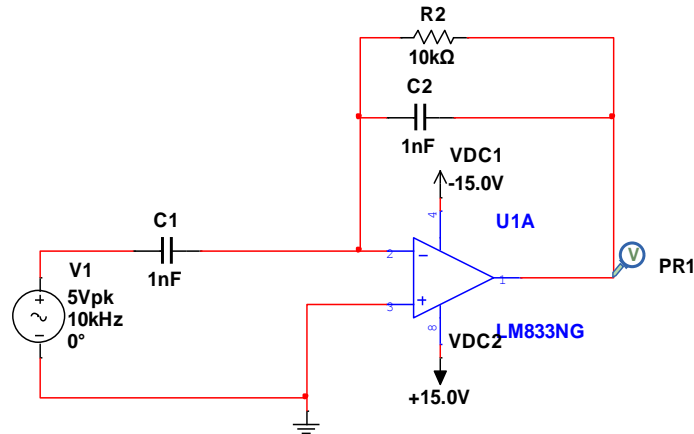 R2
10kΩ
C2
1nF
VDC1
-15.0V
4
U1A
C1
1nF
2
1
V
PR1
V1
5Vpk
10kHz
0°
3
8
VDC2
LM833NG
+15.0V